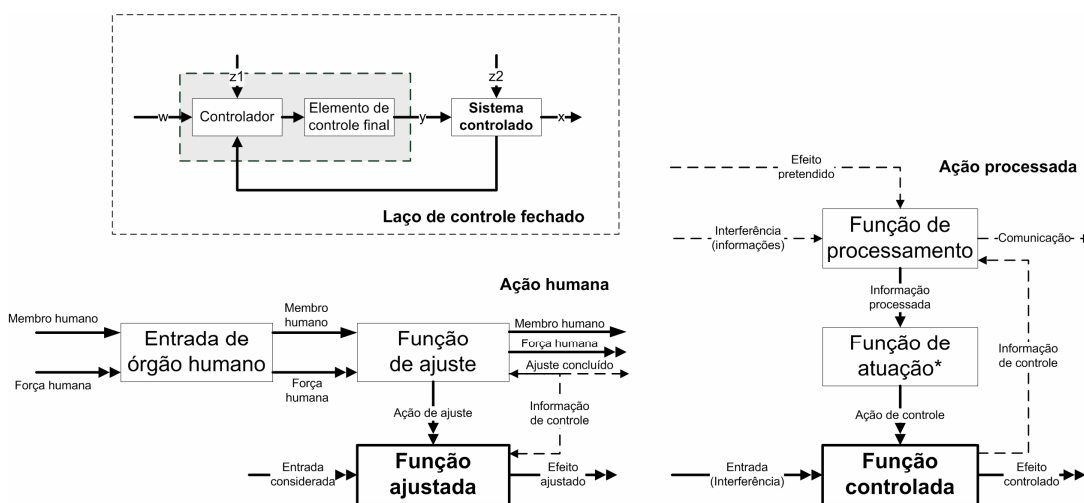 z1
z2
w
Controlador
Elemento de
controle final
y
Sistema
controlado
x
Laço de controle fechado
Ação humana
Membro humano
Força humana
Entrada de
órgão humano
Membro
humano
Força
humana
Função
de ajuste
Membro humano
Força humana
Ajuste concluído
Ação de ajuste
Informação
de controle
Entrada
considerada
Função
ajustada
Efeito
ajustado
Ação processada
Efeito
pretendido
Interferência
(informações)
Função de
processamento
Comunicação
Informação
processada
Função de
atuação*
Informação
de controle
Ação de controle
Entrada
(Interferência)
Função
controlada
Efeito
controlado